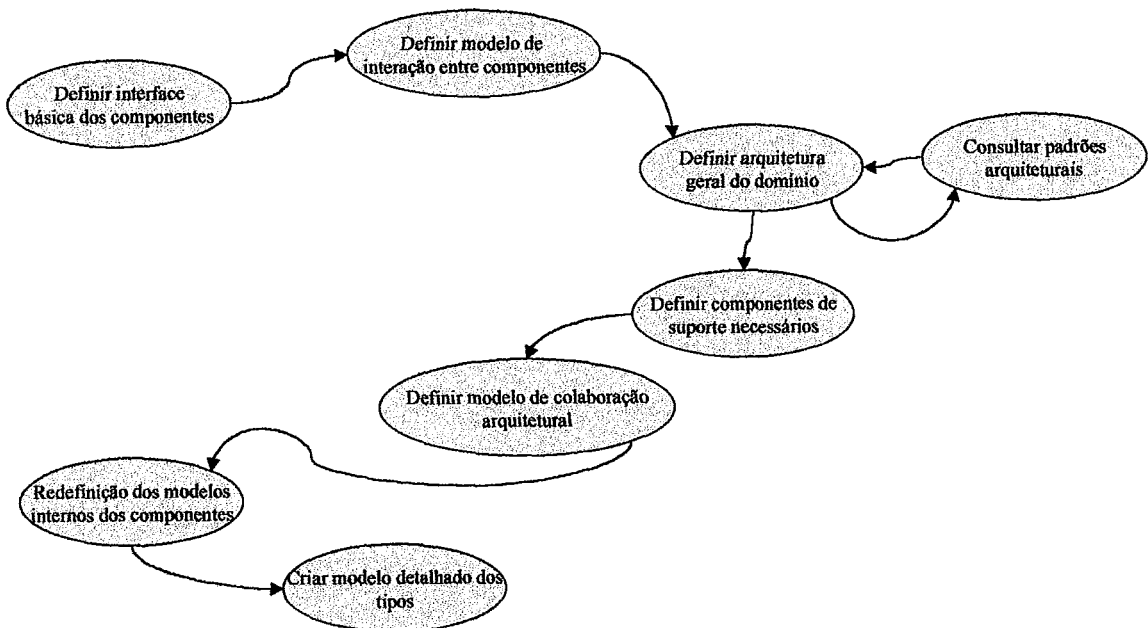 Definir modelo de
interação entre componentes
Definir interface
básica dos componentes
Definir arquitetura
geral do domínio
Consultar padrões
arquiteturais
Definir componentes de
suporte necessários
Definir modelo de colaboração
arquitetural
Redefinição dos modelos
internos dos componentes
Criar modelo detalhado dos
tipos